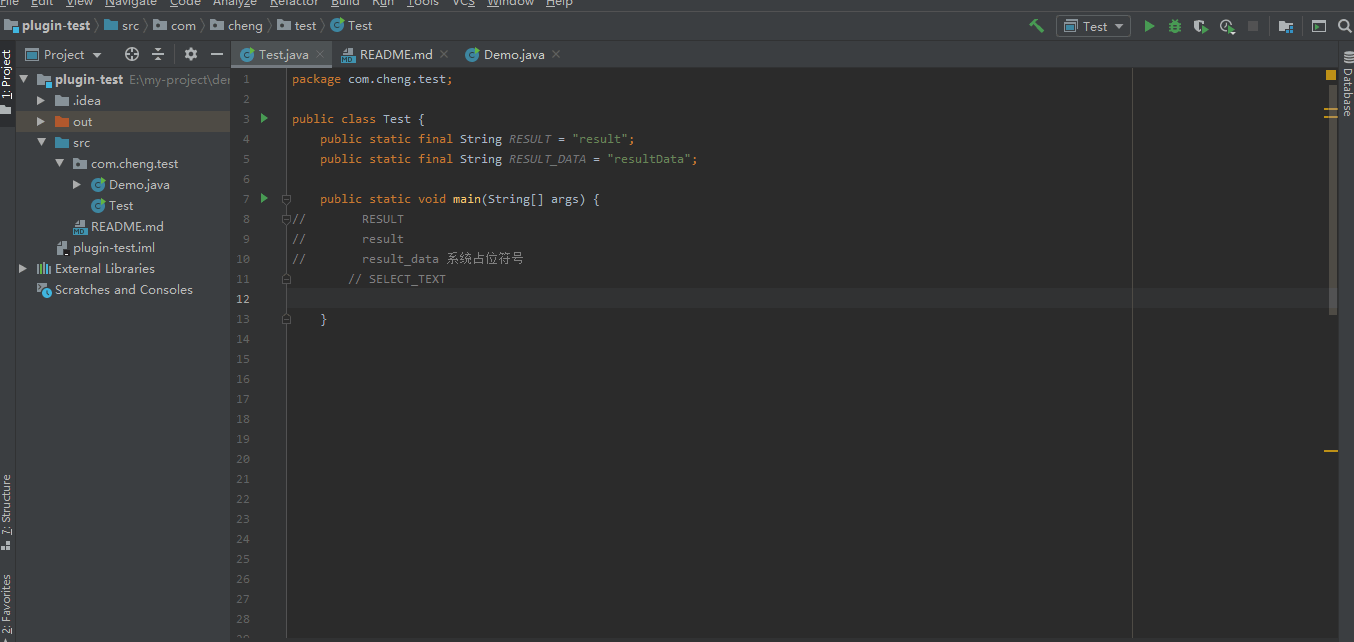 File Edit View Navigate Code Analyze Refactor Build Run Tools VCS Window Help
plugin-test src com cheng test Test
Test
1: Project
Project
Test.java README.md Demo.java
plugin-test E:\my-project\de
.idea
out
src
com.cheng.test
Demo.java
Test
README.md
plugin-test.iml
External Libraries
Scratches and Consoles
7: Structure
2: Favorites
1 package com.cheng.test;
2
3 public class Test {
4 public static final String RESULT = "result";
5 public static final String RESULT_DATA = "resultData";
6
7 public static void main(String[] args) {
8 // RESULT
9 // result
10 // result_data 系统占位符号
11 // SELECT_TEXT
12
13 }
14
15
16
17
18
19
20
21
22
23
24
25
26
27
28
Database